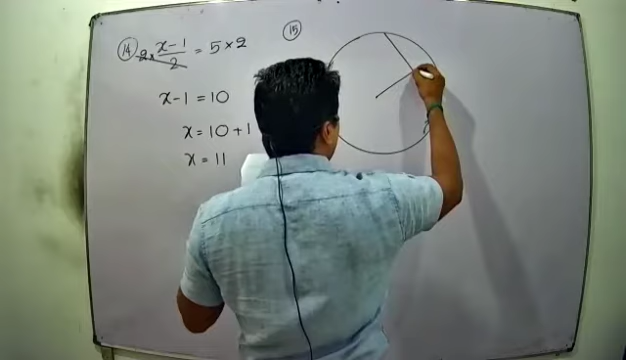 14 2 × x-1/2 = 5 × 2
x-1 = 10
x = 10 + 1
x = 11
15